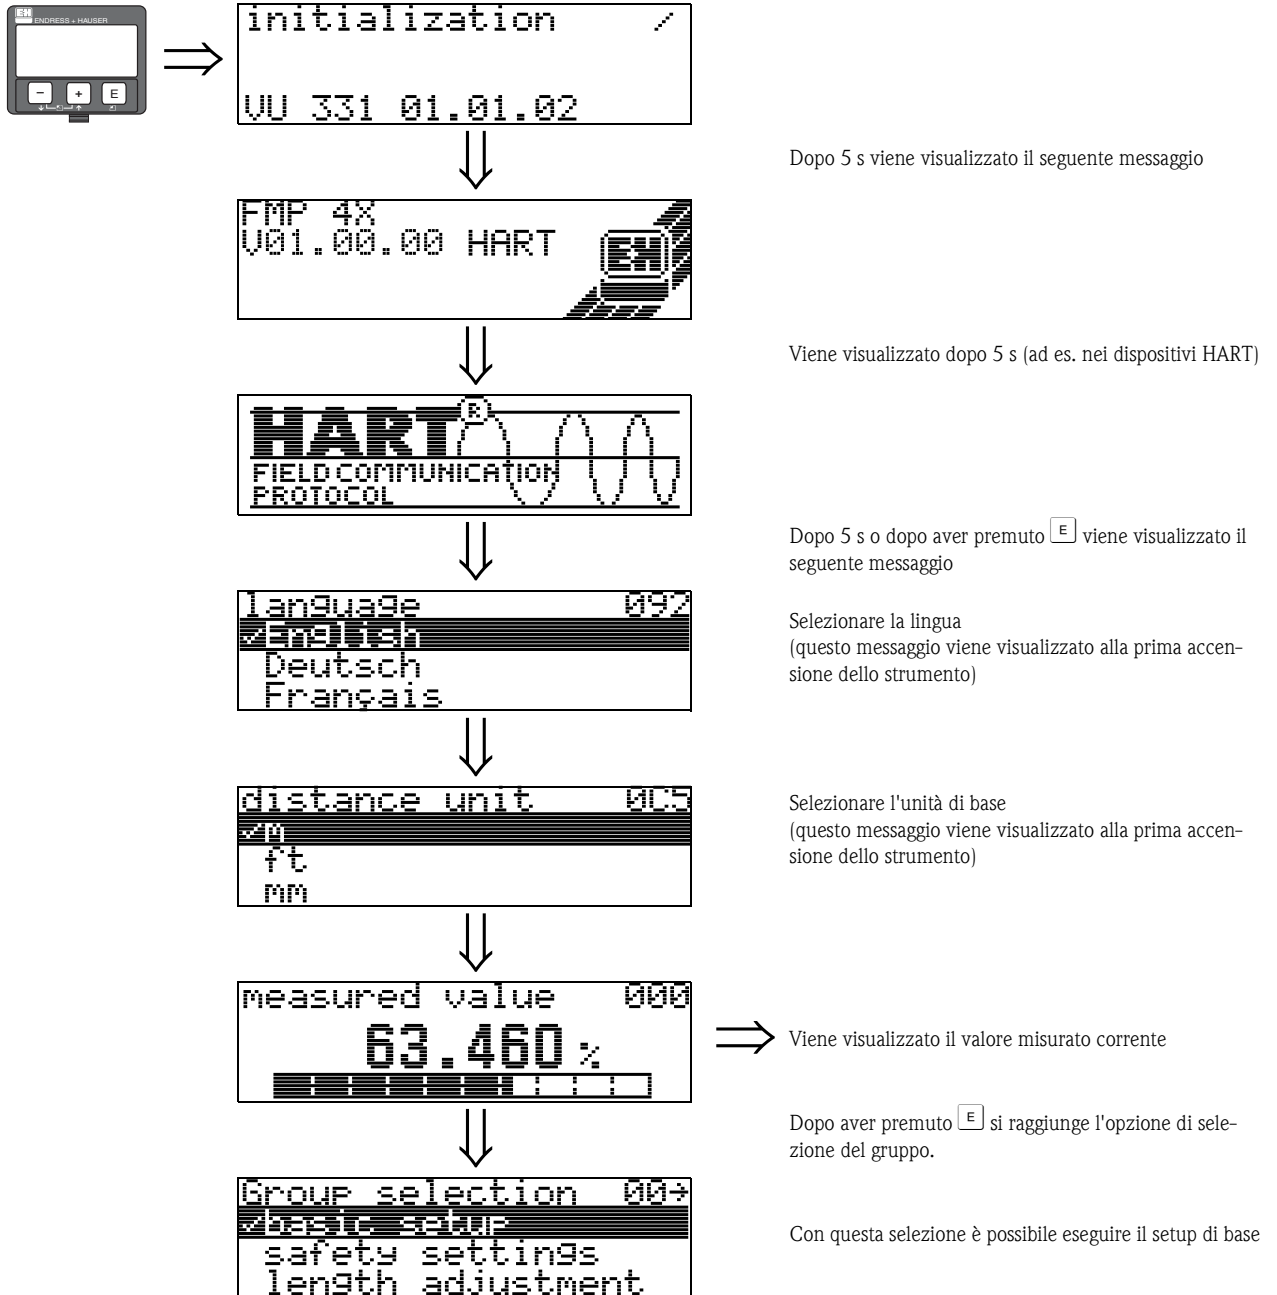 ENDRESS + HAUSER
− + E
initialization /
VU 331 01.01.02
Dopo 5 s viene visualizzato il seguente messaggio
FMP 4X
V01.00.00 HART
EH
Viene visualizzato dopo 5 s (ad es. nei dispositivi HART)
HART R
FIELD COMMUNICATION
PROTOCOL
Dopo 5 s o dopo aver premuto E viene visualizzato il
seguente messaggio
language 092
✓English
Deutsch
Français
Selezionare la lingua
(questo messaggio viene visualizzato alla prima accen-
sione dello strumento)
distance unit 0C5
✓m
ft
mm
Selezionare l'unità di base
(questo messaggio viene visualizzato alla prima accen-
sione dello strumento)
measured value 000
63.460 %
Viene visualizzato il valore misurato corrente
Dopo aver premuto E si raggiunge l'opzione di sele-
zione del gruppo.
Group selection 00→
✓basic setup
safety settings
length adjustment
Con questa selezione è possibile eseguire il setup di base